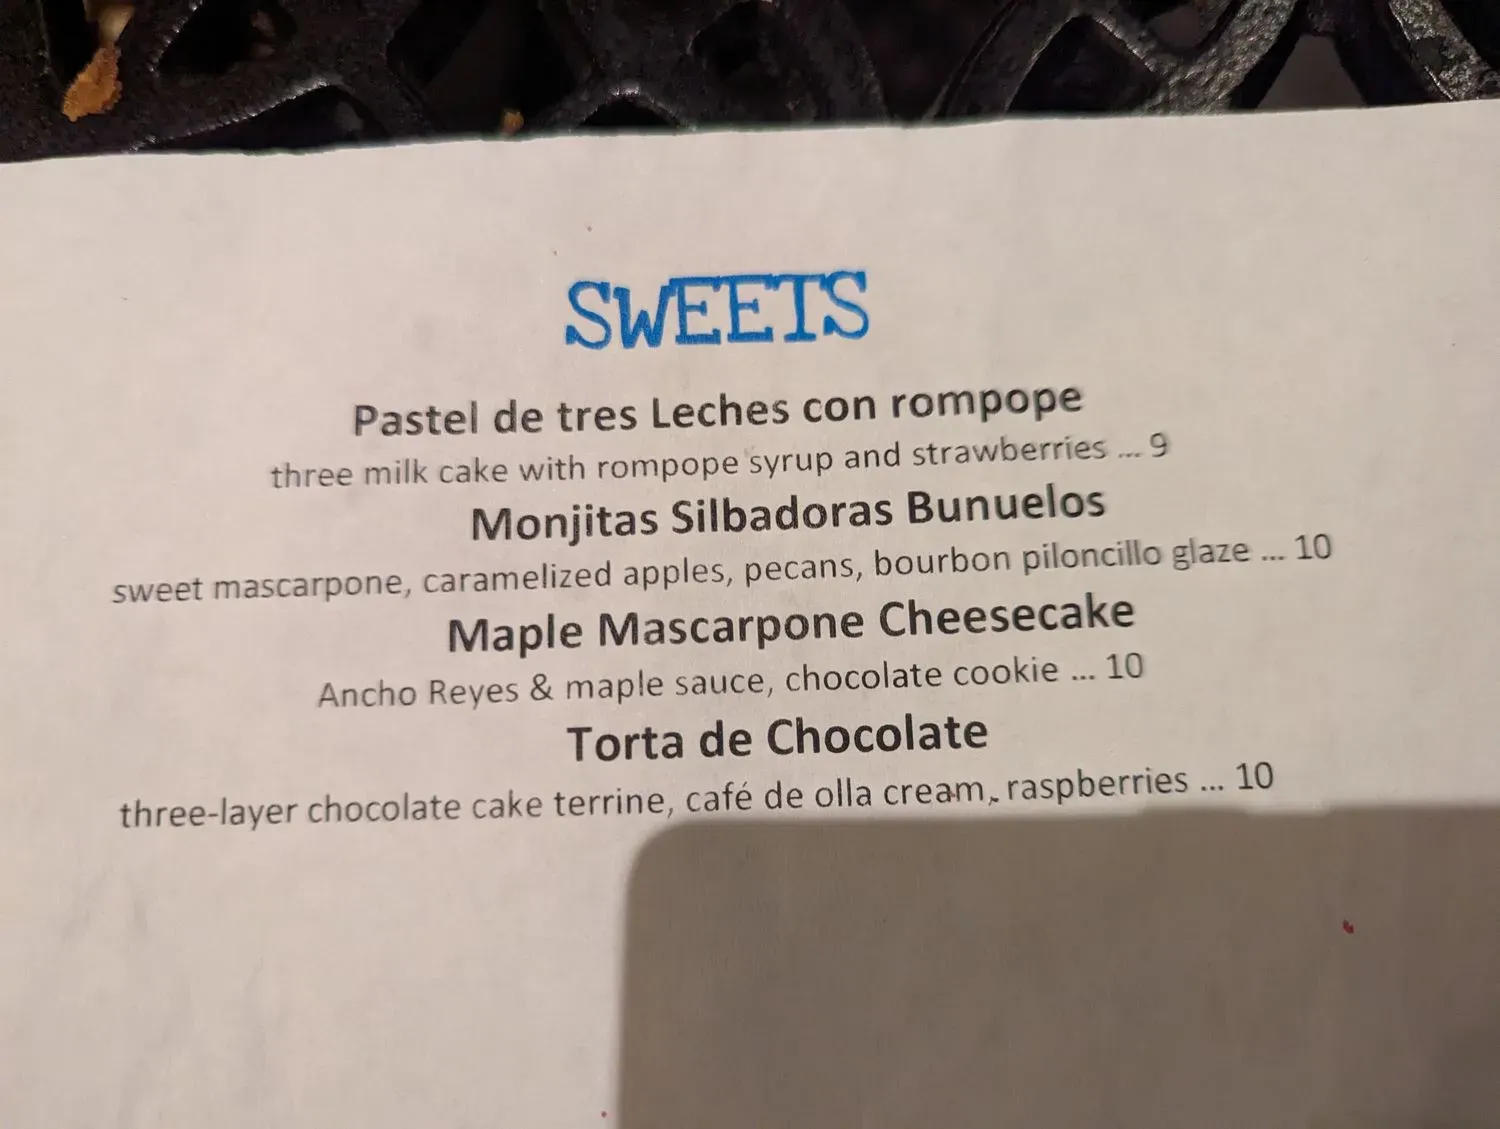 SWEETS
Pastel de tres Leches con rompope
three milk cake with rompope syrup and strawberries ... 9
Monjitas Silbadoras Bunuelos
sweet mascarpone, caramelized apples, pecans, bourbon piloncillo glaze ... 10
Maple Mascarpone Cheesecake
Ancho Reyes & maple sauce, chocolate cookie ... 10
Torta de Chocolate
three-layer chocolate cake terrine, café de olla cream, raspberries ... 10